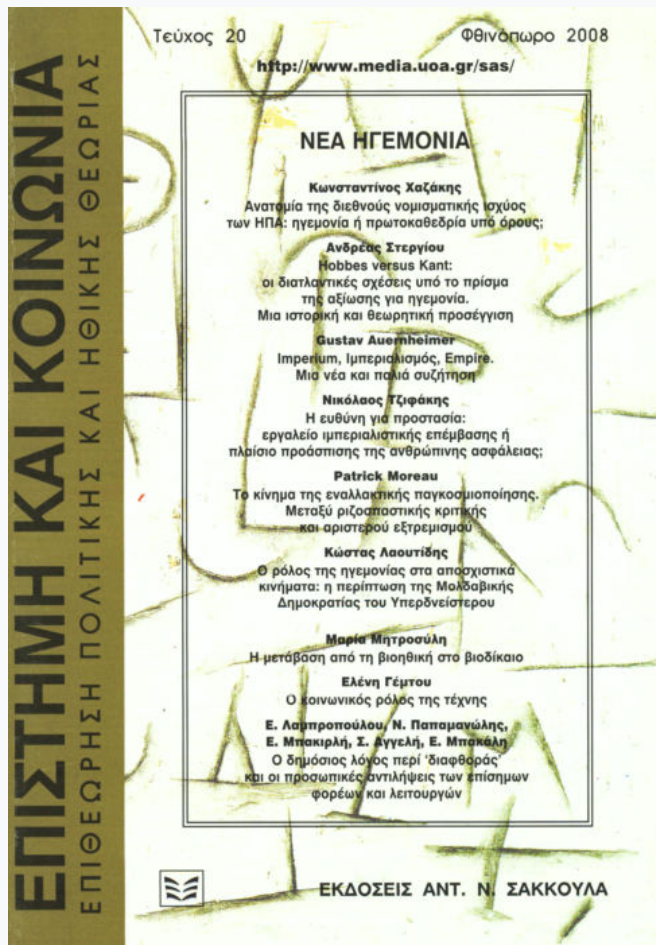 ΕΠΙΣΤΗΜΗ ΚΑΙ ΚΟΙΝΩΝΙΑ
ΕΠΙΘΕΩΡΗΣΗ ΠΟΛΙΤΙΚΗΣ ΚΑΙ ΗΘΙΚΗΣ ΘΕΩΡΙΑΣ
Τεύχος 20 Φθινόπωρο 2008
http://www.media.uoa.gr/sas/
ΝΕΑ ΗΓΕΜΟΝΙΑ
Κωνσταντίνος Χαζάκης
Ανατομία της διεθνούς νομισματικής ισχύος
των ΗΠΑ: ηγεμονία ή πρωτοκαθεδρία υπό όρους;
Ανδρέας Στεργίου
Hobbes versus Kant:
οι διατλαντικές σχέσεις υπό το πρίσμα
της αξίωσης για ηγεμονία.
Μια ιστορική και θεωρητική προσέγγιση
Gustav Auernheimer
Imperium, Ιμπεριαλισμός, Empire.
Μια νέα και παλιά συζήτηση
Νικόλαος Τζιφάκης
Η ευθύνη για προστασία:
εργαλείο ιμπεριαλιστικής επέμβασης ή
πλαίσιο προάσπισης της ανθρώπινης ασφάλειας;
Patrick Moreau
Το κίνημα της εναλλακτικής παγκοσμιοποίησης.
Μεταξύ ριζοσπαστικής κριτικής
και αριστερού εξτρεμισμού
Κώστας Λαουτίδης
Ο ρόλος της ηγεμονίας στα αποσχιστικά
κινήματα: η περίπτωση της Μολδαβικής
Δημοκρατίας του Υπερδνείστερου
Μαρία Μητροσύλη
Η μετάβαση από τη βιοηθική στο βιοδίκαιο
Ελένη Γέμτου
Ο κοινωνικός ρόλος της τέχνης
Ε. Λαμπροπούλου, Ν. Παπαμανώλης,
Ε. Μπακιρλή, Σ. Αγγελή, Ε. Μπακάλη
Ο δημόσιος λόγος περί 'διαφθοράς'
και οι προσωπικές αντιλήψεις των επίσημων
φορέων και λειτουργών
ΕΚΔΟΣΕΙΣ ΑΝΤ. Ν. ΣΑΚΚΟΥΛΑ